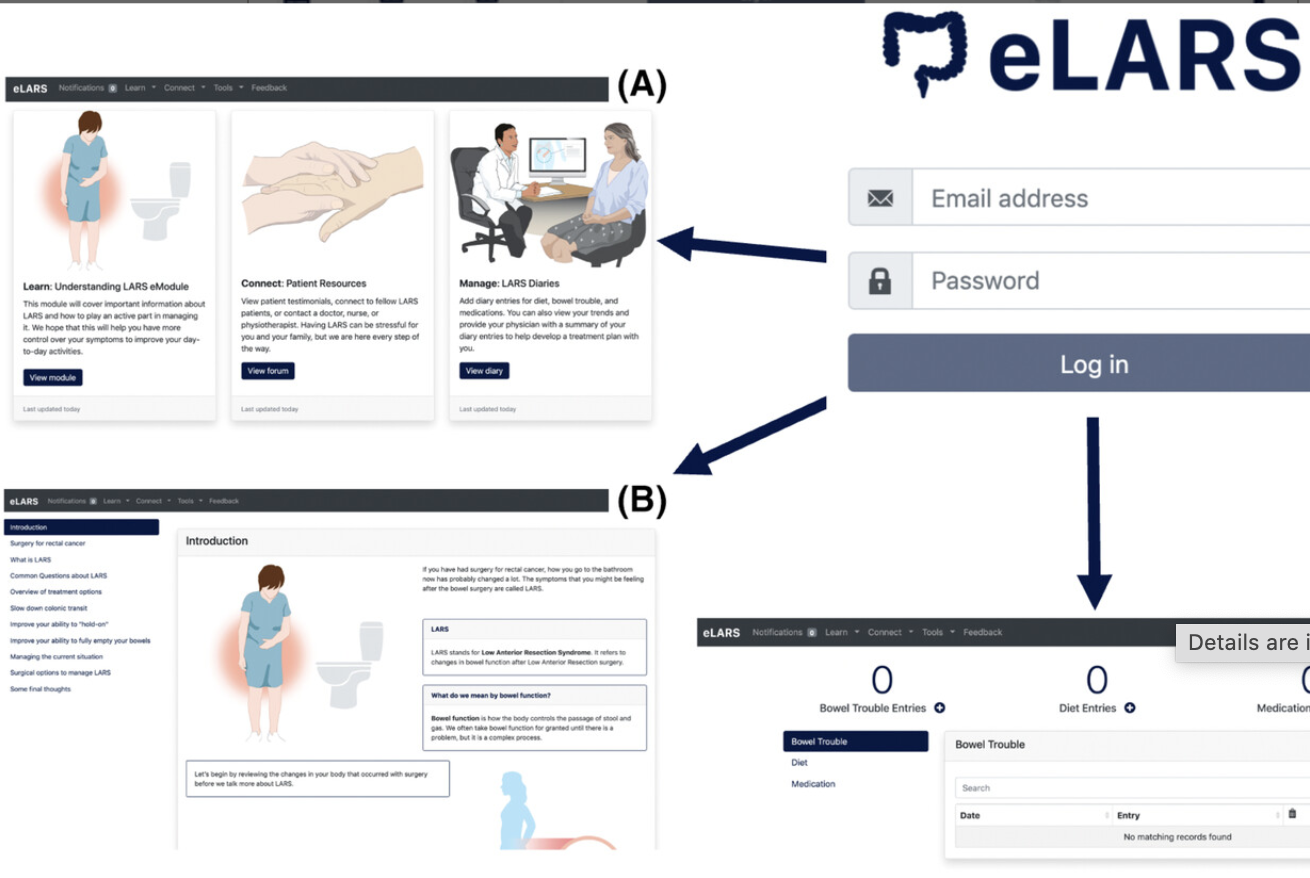 eLARS
Email address
Password
Log in
(A)
eLARS Notifications 0 Learn Connect Tools Feedback
Learn: Understanding LARS eModule
This module will cover important information about
LARS and how to play an active part in managing
it. We hope that this will help you have more
control over your symptoms to improve your day-
to-day activities.
View module
Last updated today
Connect: Patient Resources
View patient testimonials, connect to fellow LARS
patients, or contact a doctor, nurse, or
physiotherapist. Having LARS can be stressful for
you and your family, but we are here every step of
the way.
View forum
Last updated today
Manage: LARS Diaries
Add diary entries for diet, bowel trouble, and
medications. You can also view your trends and
provide your physician with a summary of your
diary entries to help develop a treatment plan with
you.
View diary
Last updated today
(B)
eLARS Notifications 0 Learn Connect Tools Feedback
Introduction
Surgery for rectal cancer
What is LARS
Common Questions about LARS
Overview of treatment options
Slow down colonic transit
Improve your ability to "hold-on"
Improve your ability to fully empty your bowels
Managing the current situation
Surgical options to manage LARS
Some final thoughts
Introduction
If you have had surgery for rectal cancer, how you go to the bathroom
now has probably changed a lot. The symptoms that you might be feeling
after the bowel surgery are called LARS.
LARS
LARS stands for Low Anterior Resection Syndrome. It refers to
changes in bowel function after Low Anterior Resection surgery.
What do we mean by bowel function?
Bowel function is how the body controls the passage of stool and
gas. We often take bowel function for granted until there is a
problem, but it is a complex process.
Let's begin by reviewing the changes in your body that occurred with surgery
before we talk more about LARS.
eLARS Notifications 0 Learn Connect Tools Feedback
Details are
0
Bowel Trouble Entries
0
Diet Entries
Medication
Bowel Trouble
Diet
Medication
Bowel Trouble
Search
Date Entry
No matching records found